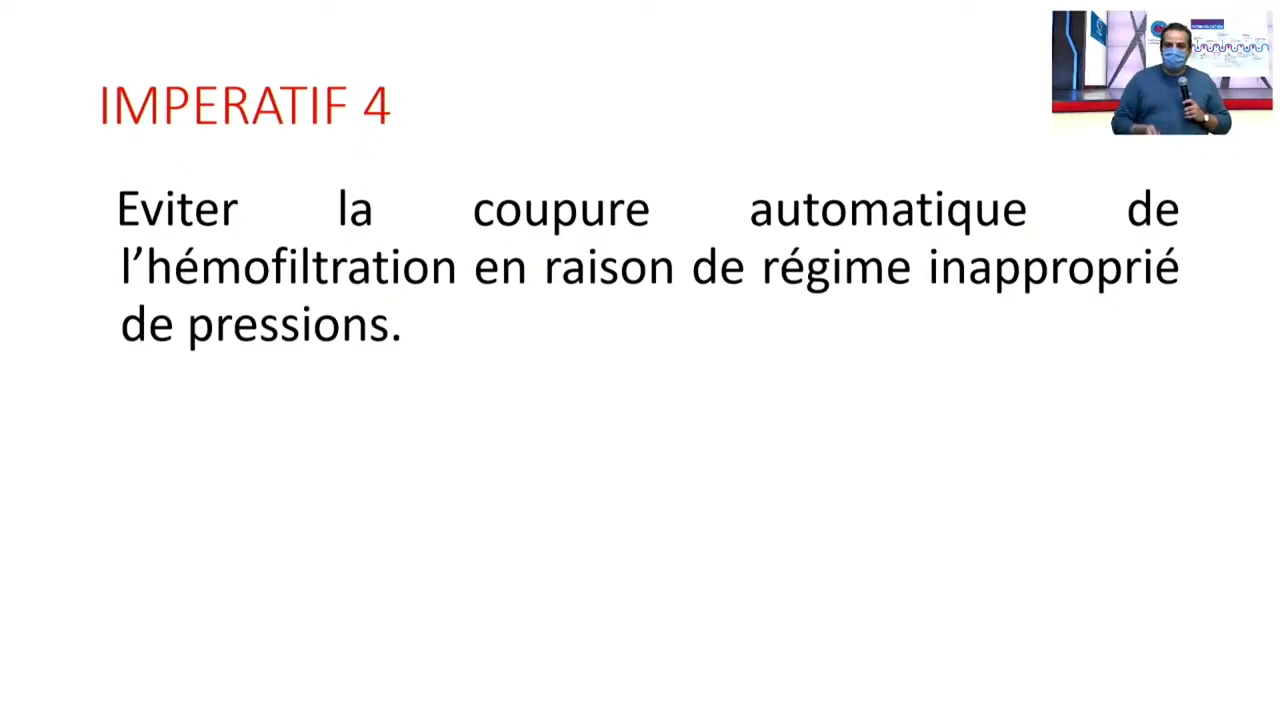 IMPERATIF 4
Eviter la coupure automatique de
l’hémofiltration en raison de régime inapproprié
de pressions.